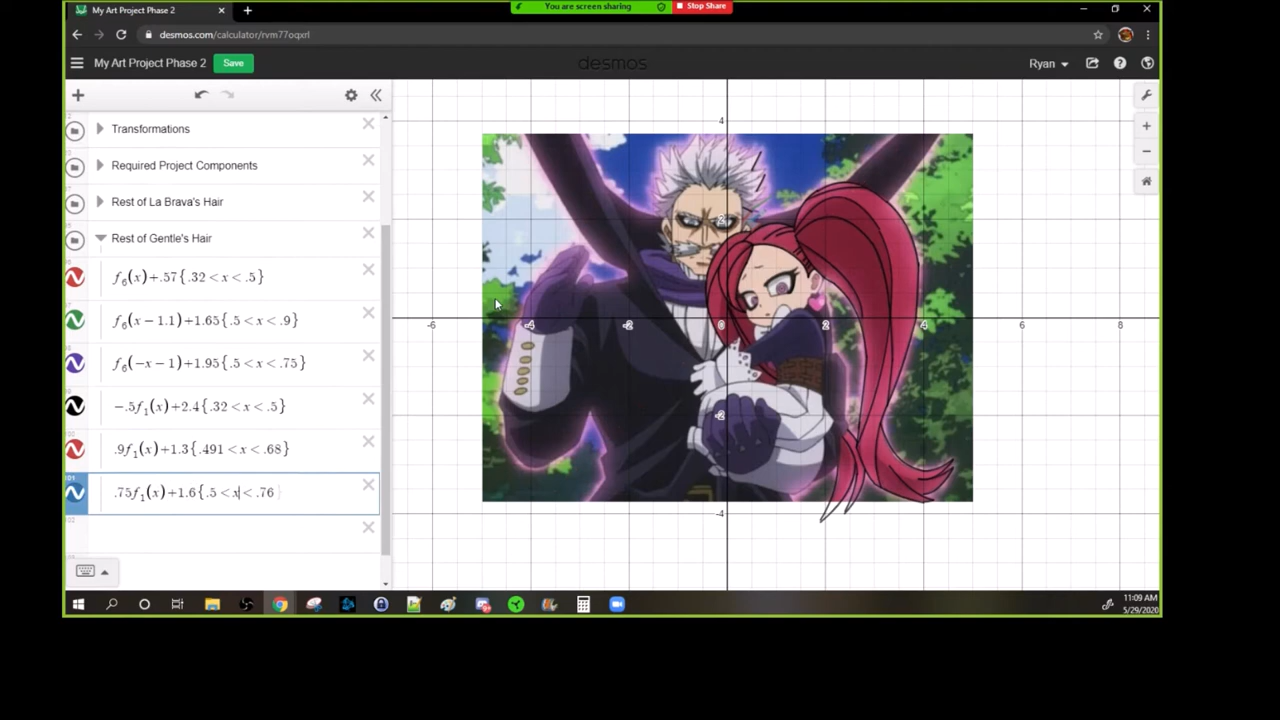 My Art Project Phase 2
You are screen sharing
Stop Share
desmos.com/calculator/rvm77oqxrl
My Art Project Phase 2
Save
desmos
Ryan
Transformations
Required Project Components
Rest of La Brava's Hair
Rest of Gentle's Hair
f₆(x)+.57{.32<x<.5}
f₆(x−1.1)+1.65{.5<x<.9}
f₆(−x−1)+1.95{.5<x<.75}
−.5f₁(x)+2.4{.32<x<.5}
.9f₁(x)+1.3{.491<x<.68}
101
.75f₁(x)+1.6{.5<x<.76}
102
4
2
-6
-4
-2
0
2
4
6
8
-2
-4
11:09 AM
5/29/2020